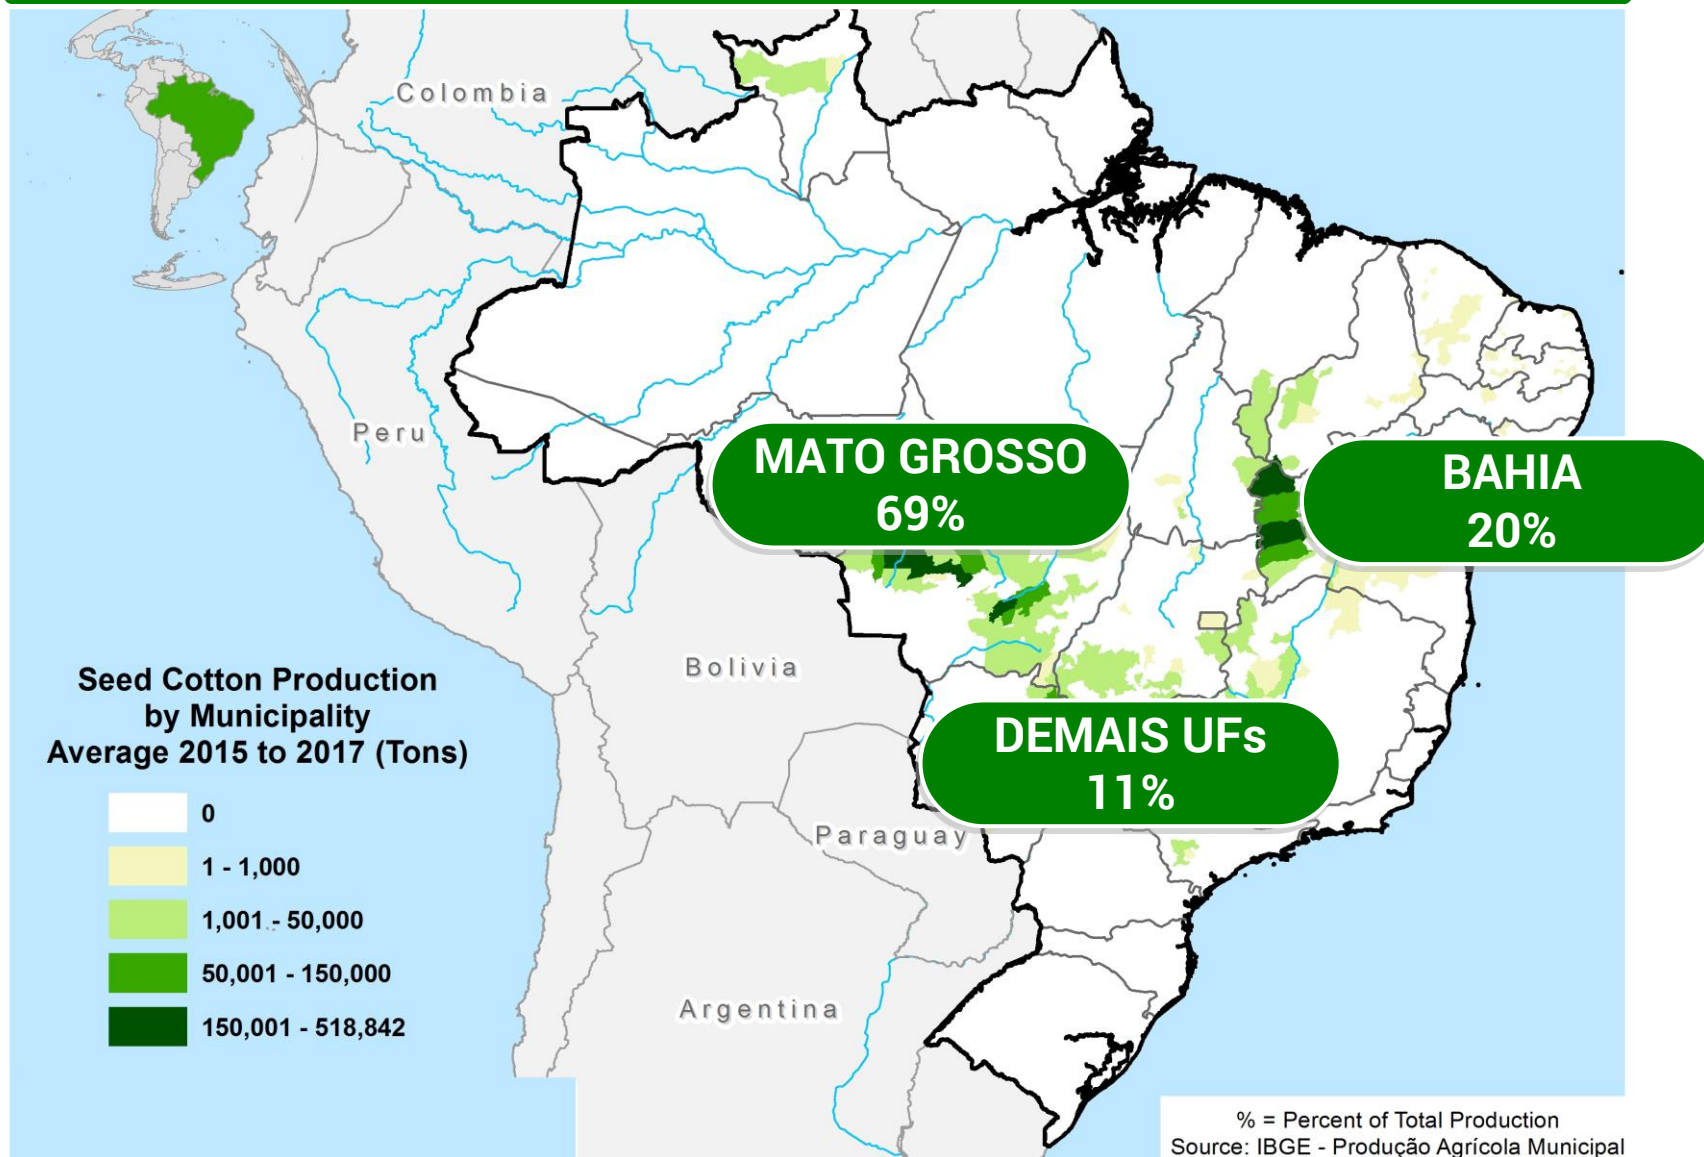 Colombia
Peru
MATO GROSSO
69%
BAHIA
20%
Bolivia
Seed Cotton Production
by Municipality
Average 2015 to 2017 (Tons)
DEMAIS UFs
11%
0
1 - 1,000
1,001 - 50,000
50,001 - 150,000
150,001 - 518,842
Paraguay
Argentina
% = Percent of Total Production
Source: IBGE - Produção Agrícola Municipal